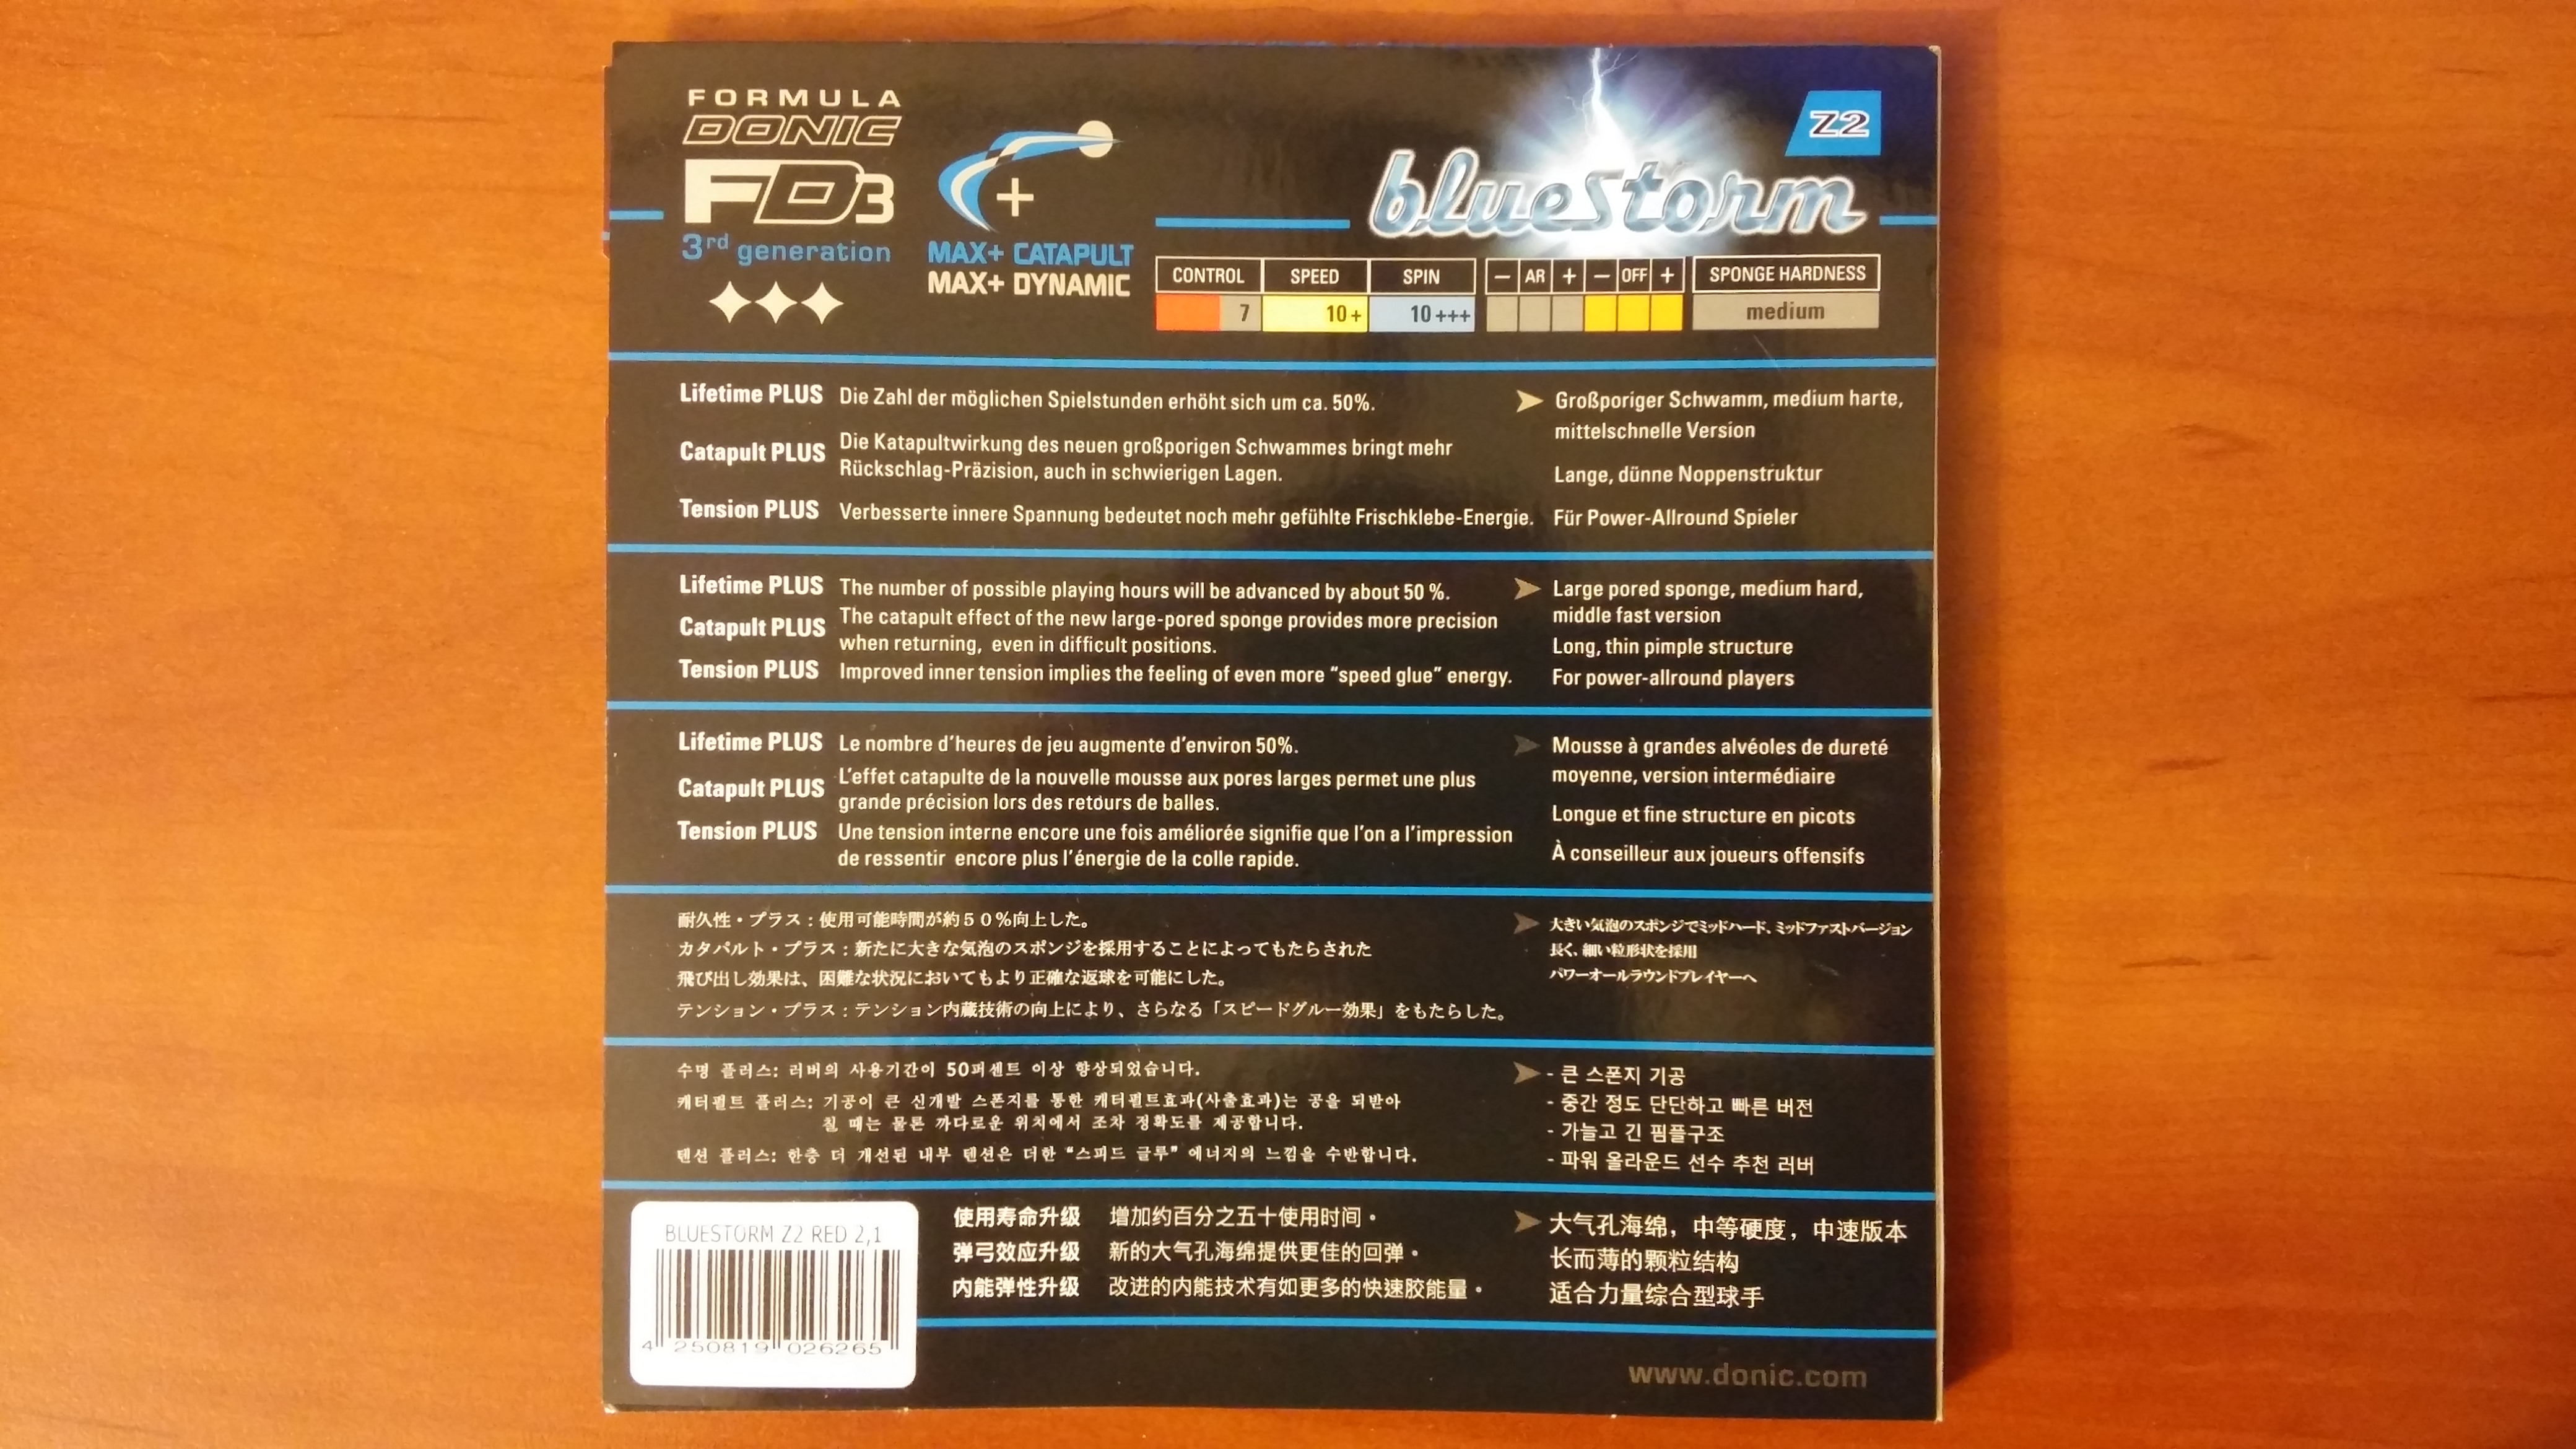 FORMULA
DONIC
FD3
3rd generation
+
MAX+ CATAPULT
MAX+ DYNAMIC
Z2
bluestorm
CONTROL SPEED SPIN – AR + – OFF + SPONGE HARDNESS
7 10+ 10+++ medium
Lifetime PLUS Die Zahl der möglichen Spielstunden erhöht sich um ca. 50%.
Catapult PLUS Die Katapultwirkung des neuen großporigen Schwammes bringt mehr
Rückschlag-Präzision, auch in schwierigen Lagen.
Tension PLUS Verbesserte innere Spannung bedeutet noch mehr gefühlte Frischklebe-Energie.
Großporiger Schwamm, medium harte,
mittelschnelle Version
Lange, dünne Noppenstruktur
Für Power-Allround Spieler
Lifetime PLUS The number of possible playing hours will be advanced by about 50 %.
Catapult PLUS The catapult effect of the new large-pored sponge provides more precision
when returning, even in difficult positions.
Tension PLUS Improved inner tension implies the feeling of even more “speed glue” energy.
Large pored sponge, medium hard,
middle fast version
Long, thin pimple structure
For power-allround players
Lifetime PLUS Le nombre d’heures de jeu augmente d’environ 50%.
Catapult PLUS L’effet catapulte de la nouvelle mousse aux pores larges permet une plus
grande précision lors des retours de balles.
Tension PLUS Une tension interne encore une fois améliorée signifie que l’on a l’impression
de ressentir encore plus l’énergie de la colle rapide.
Mousse à grandes alvéoles de dureté
moyenne, version intermédiaire
Longue et fine structure en picots
À conseilleur aux joueurs offensifs
耐久性・プラス：使用可能時間が約５０％向上した。
カタパルト・プラス：新たに大きな気泡のスポンジを採用することによってもたらされた
飛び出し効果は、困難な状況においてもより正確な返球を可能にした。
テンション・プラス：テンション内蔵技術の向上により、さらなる「スピードグルー効果」をもたらした。
大きい気泡のスポンジでミッドハード、ミッドファストバージョン
長く、細い粒形状を採用
パワーオールラウンドプレイヤーへ
수명 플러스: 러버의 사용기간이 50퍼센트 이상 향상되었습니다.
캐터펄트 플러스: 기공이 큰 신개발 스폰지를 통한 캐터펄트효과(사출효과)는 공을 되받아
칠 때는 물론 까다로운 위치에서 조차 정확도를 제공합니다.
텐션 플러스: 한층 더 개선된 내부 텐션은 더한 “스피드 글루” 에너지의 느낌을 수반합니다.
- 큰 스폰지 기공
- 중간 정도 단단하고 빠른 버전
- 가늘고 긴 핌플구조
- 파워 올라운드 선수 추천 러버
使用寿命升级 增加约百分之五十使用时间。
弹弓效应升级 新的大气孔海绵提供更佳的回弹。
内能弹性升级 改进的内能技术有如更多的快速胶能量。
大气孔海绵，中等硬度，中速版本
长而薄的颗粒结构
适合力量综合型球手
BLUESTORM Z2 RED 2,1
4 250819 026265
www.donic.com